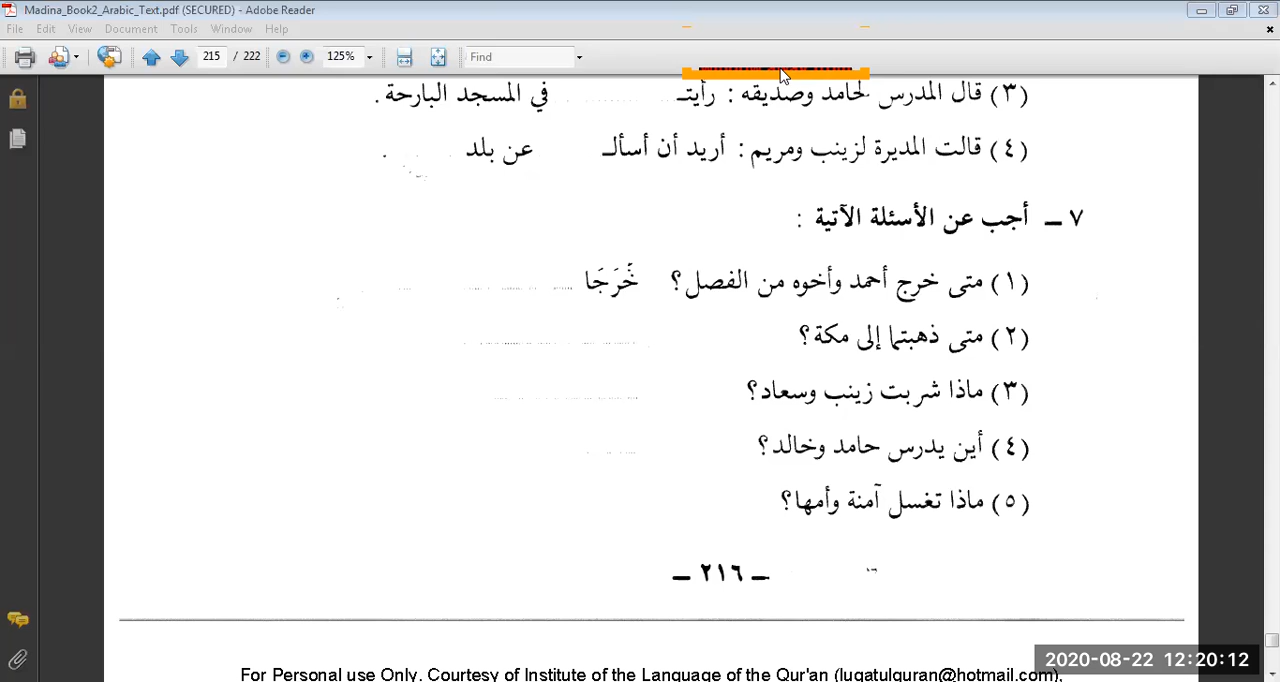 Madina_Book2_Arabic_Text.pdf (SECURED) - Adobe Reader
File Edit View Document Tools Window Help
215 / 222 125% Find
(٣) قال المدرس لحامد وصديقه : رأيتـ ............ في المسجد البارحة .
(٤) قالت المديرة لزينب ومريم : أريد أن أسألـ عن بلد .
٧ ــ أجب عن الأسئلة الآتية :
(١) متى خرج أحمد وأخوه من الفصل؟ خَرَجَا ............
(٢) متى ذهبتما إلى مكة؟ ............
(٣) ماذا شربت زينب وسعاد؟ ............
(٤) أين يدرس حامد وخالد؟ ............
(٥) ماذا تغسل آمنة وأمها؟
ــ ٢١٦ ــ
2020-08-22 12:20:12
For Personal use Only. Courtesy of Institute of the Language of the Qur'an (lugatulquran@hotmail.com),